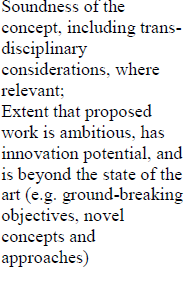 Soundness of the
concept, including trans-
disciplinary
considerations, where
relevant;
Extent that proposed
work is ambitious, has
innovation potential, and
is beyond the state of the
art (e.g. ground-breaking
objectives, novel
concepts and
approaches)